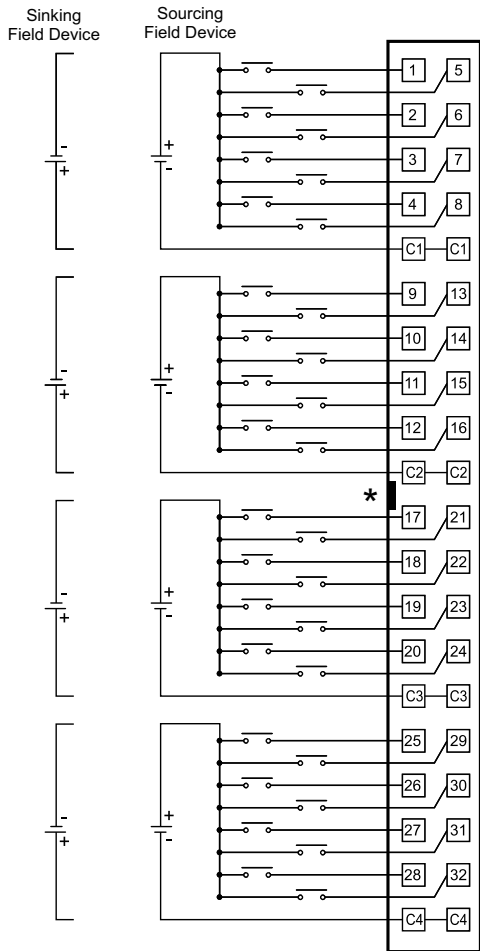 Sinking
Field Device
Sourcing
Field Device
1 5
- + 2 6
+ - 3 7
4 8
C1 C1
9 13
- + 10 14
+ - 11 15
12 16
C2 C2
*
17 21
- + 18 22
+ - 19 23
20 24
C3 C3
25 29
- + 26 30
+ - 27 31
28 32
C4 C4